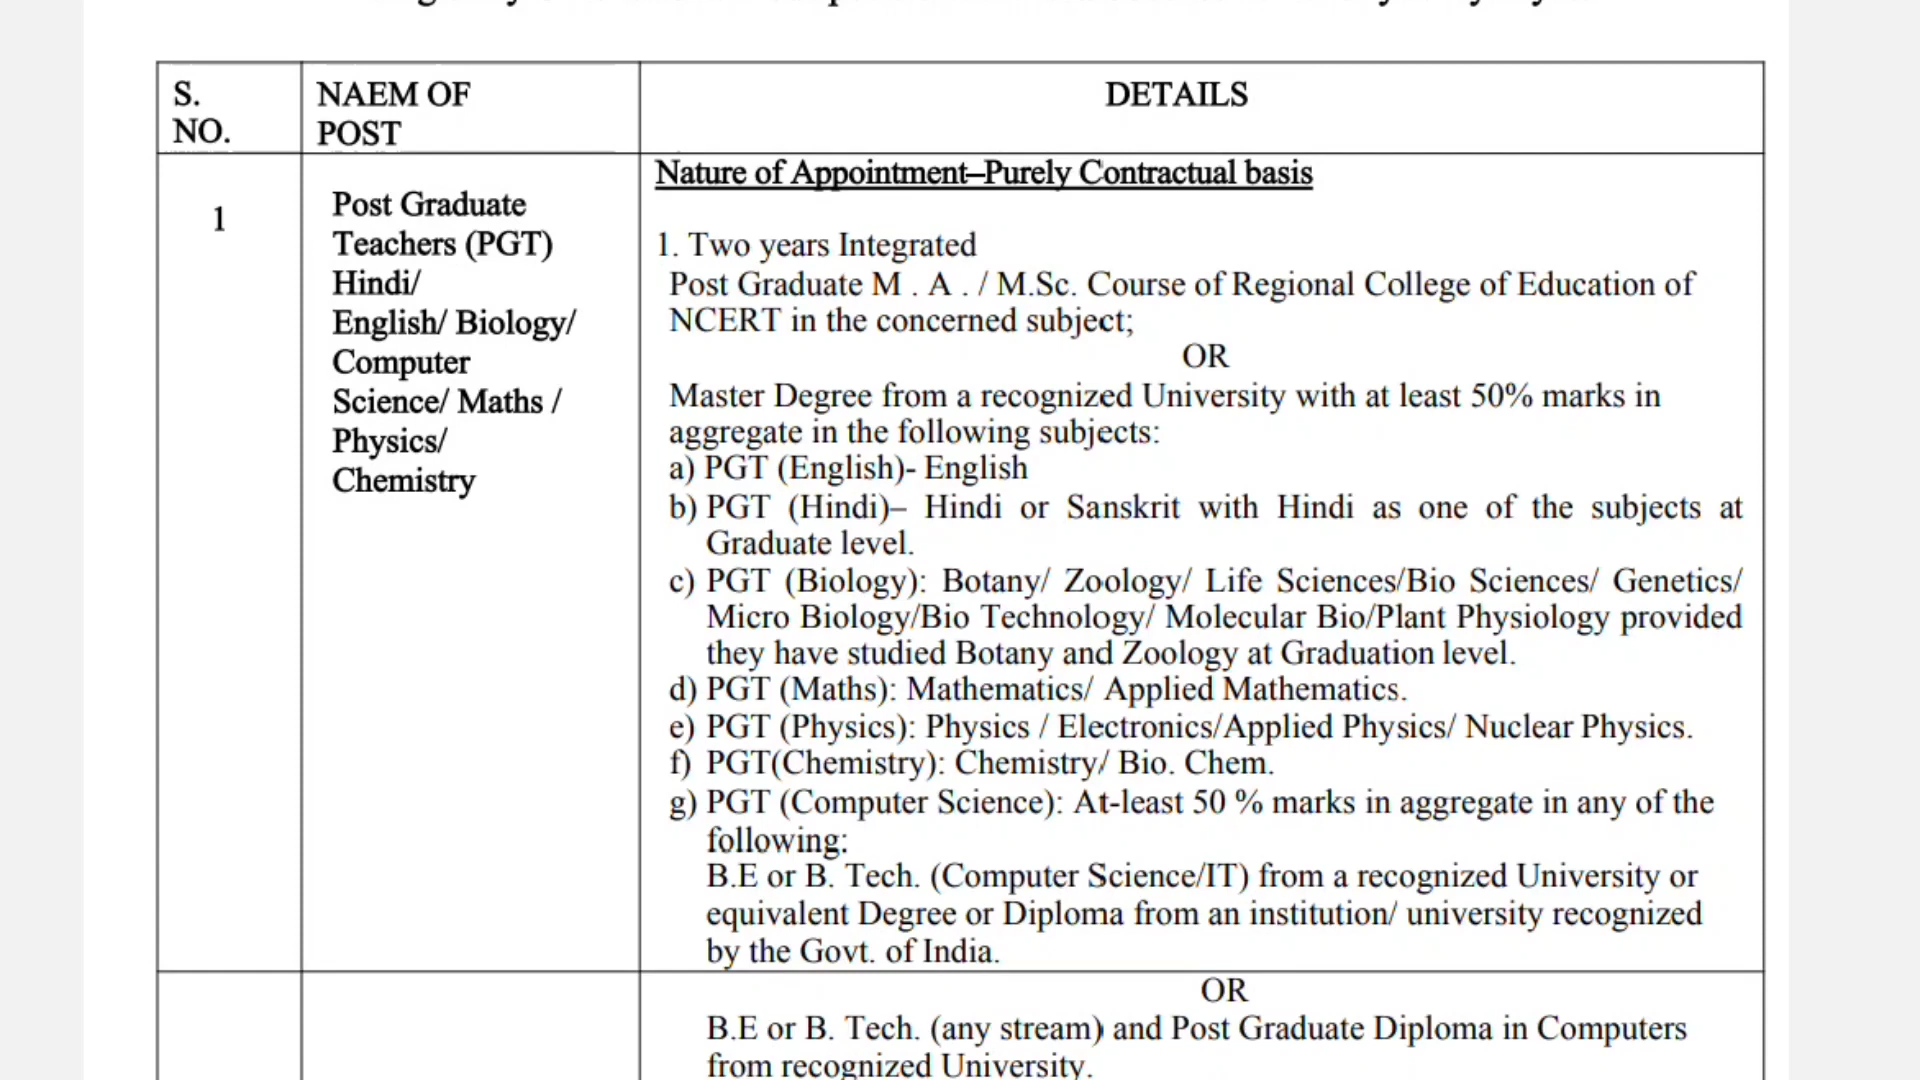 S.
NO.
NAEM OF
POST
DETAILS
1
Post Graduate
Teachers (PGT)
Hindi/
English/ Biology/
Computer
Science/ Maths /
Physics/
Chemistry
Nature of Appointment–Purely Contractual basis
1. Two years Integrated
Post Graduate M . A . / M.Sc. Course of Regional College of Education of
NCERT in the concerned subject;
OR
Master Degree from a recognized University with at least 50% marks in
aggregate in the following subjects:
a) PGT (English)- English
b) PGT (Hindi)– Hindi or Sanskrit with Hindi as one of the subjects at
Graduate level.
c) PGT (Biology): Botany/ Zoology/ Life Sciences/Bio Sciences/ Genetics/
Micro Biology/Bio Technology/ Molecular Bio/Plant Physiology provided
they have studied Botany and Zoology at Graduation level.
d) PGT (Maths): Mathematics/ Applied Mathematics.
e) PGT (Physics): Physics / Electronics/Applied Physics/ Nuclear Physics.
f) PGT(Chemistry): Chemistry/ Bio. Chem.
g) PGT (Computer Science): At-least 50 % marks in aggregate in any of the
following:
B.E or B. Tech. (Computer Science/IT) from a recognized University or
equivalent Degree or Diploma from an institution/ university recognized
by the Govt. of India.
OR
B.E or B. Tech. (any stream) and Post Graduate Diploma in Computers
from recognized University.